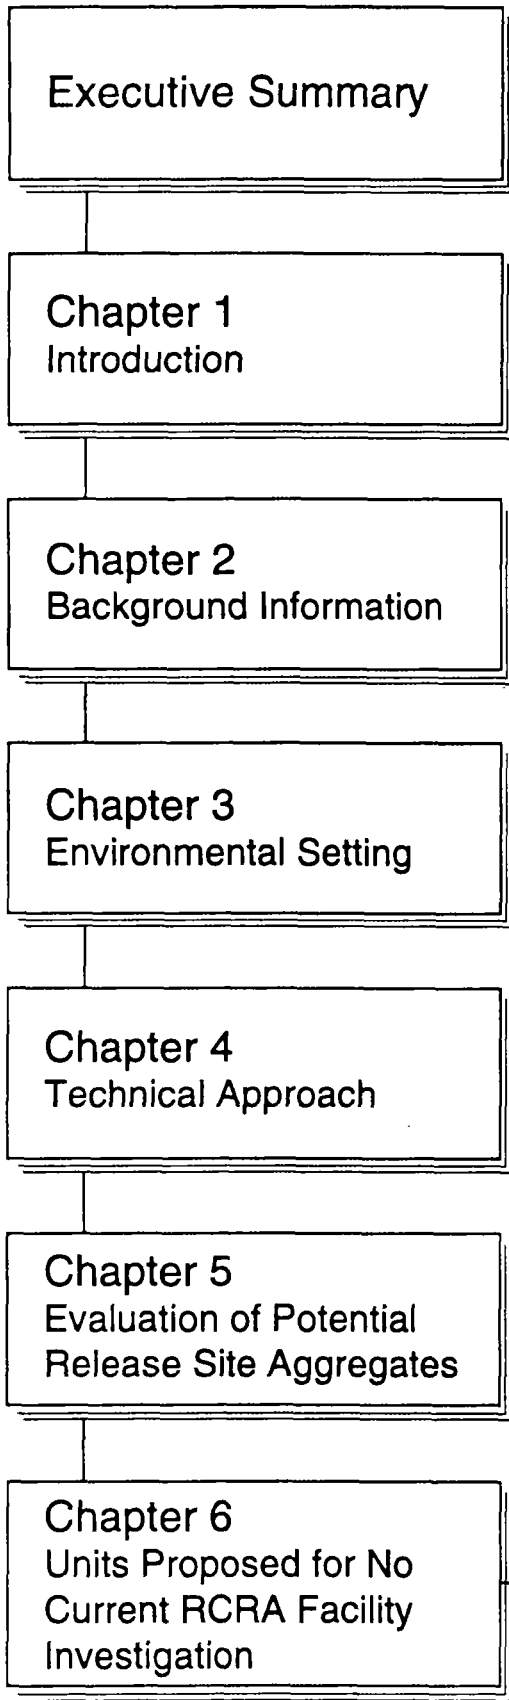 Executive Summary
Chapter 1
Introduction
Chapter 2
Background Information
Chapter 3
Environmental Setting
Chapter 4
Technical Approach
Chapter 5
Evaluation of Potential
Release Site Aggregates
Chapter 6
Units Proposed for No
Current RCRA Facility
Investigation